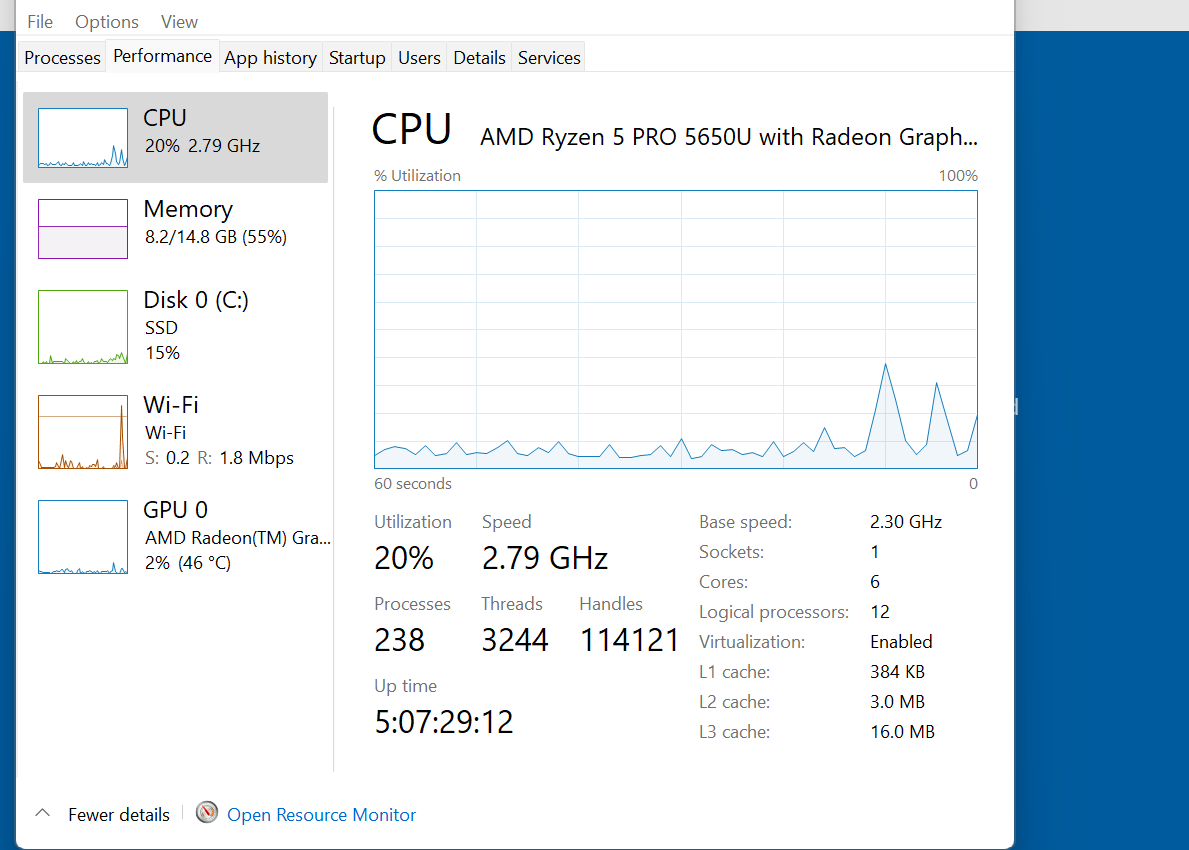 File Options View
Processes Performance App history Startup Users Details Services
CPU
20% 2.79 GHz
Memory
8.2/14.8 GB (55%)
Disk 0 (C:)
SSD
15%
Wi-Fi
Wi-Fi
S: 0.2 R: 1.8 Mbps
GPU 0
AMD Radeon(TM) Gra...
2% (46 °C)
CPU AMD Ryzen 5 PRO 5650U with Radeon Graph...
% Utilization 100%
60 seconds 0
Utilization Speed
20% 2.79 GHz
Processes Threads Handles
238 3244 114121
Up time
5:07:29:12
Base speed: 2.30 GHz
Sockets: 1
Cores: 6
Logical processors: 12
Virtualization: Enabled
L1 cache: 384 KB
L2 cache: 3.0 MB
L3 cache: 16.0 MB
Fewer details Open Resource Monitor